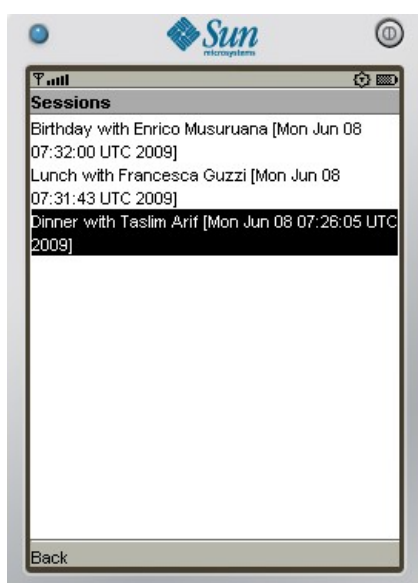 Sun
microsystems
Sessions
Birthday with Enrico Musuruana [Mon Jun 08
07:32:00 UTC 2009]
Lunch with Francesca Guzzi [Mon Jun 08
07:31:43 UTC 2009]
Dinner with Taslim Arif [Mon Jun 08 07:26:05 UTC
2009]
Back